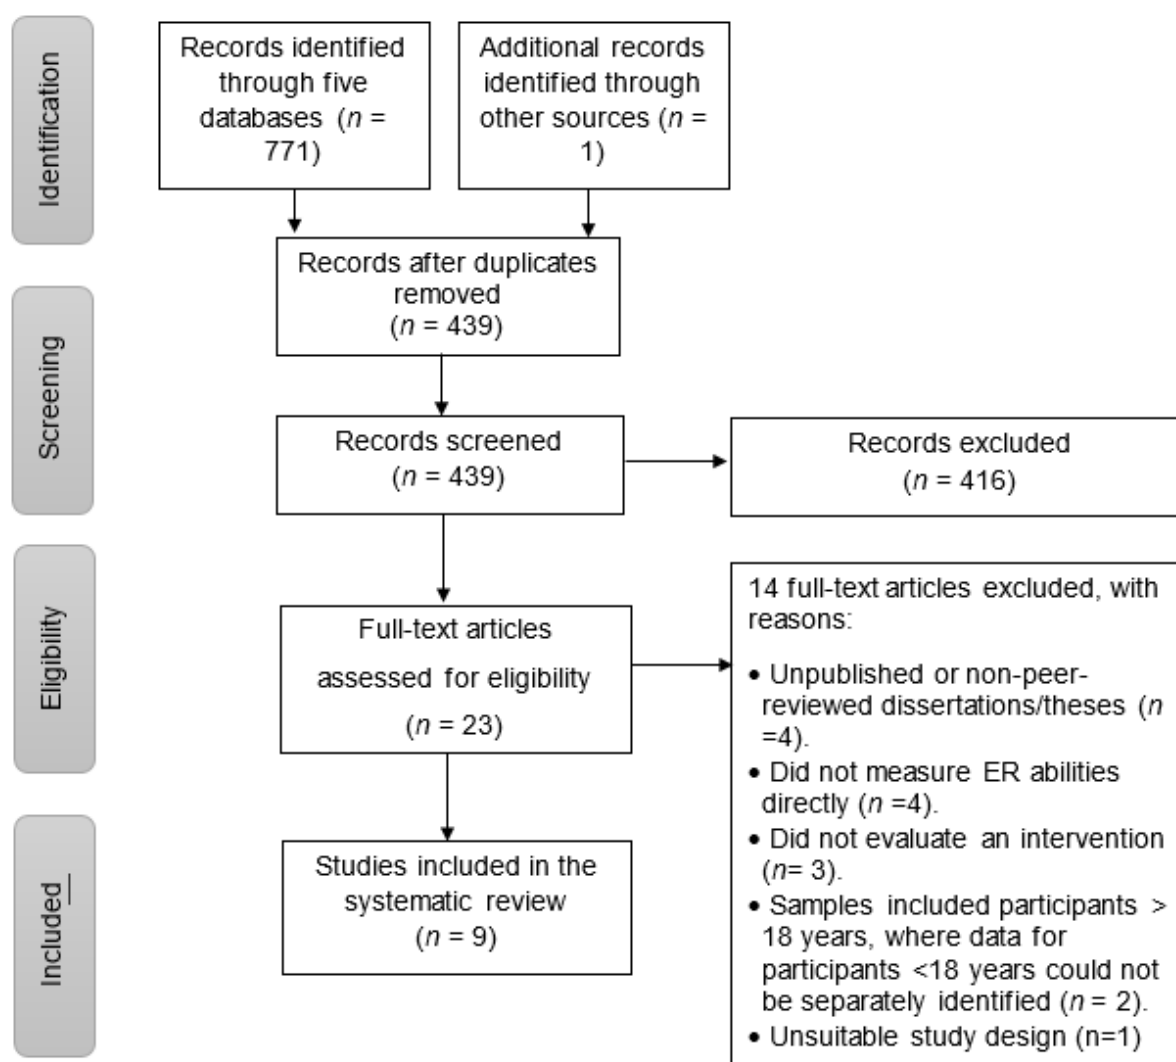 Identification
Records identified
through five
databases (n =
771)
Additional records
identified through
other sources (n =
1)
Records after duplicates
removed
(n = 439)
Screening
Records screened
(n = 439)
Records excluded
(n = 416)
Eligibility
Full-text articles
assessed for eligibility
(n = 23)
14 full-text articles excluded, with
reasons:
• Unpublished or non-peer-
reviewed dissertations/theses (n
=4).
• Did not measure ER abilities
directly (n =4).
• Did not evaluate an intervention
(n= 3).
• Samples included participants >
18 years, where data for
participants <18 years could not
be separately identified (n = 2).
• Unsuitable study design (n=1)
Included__
Studies included in the
systematic review
(n = 9)